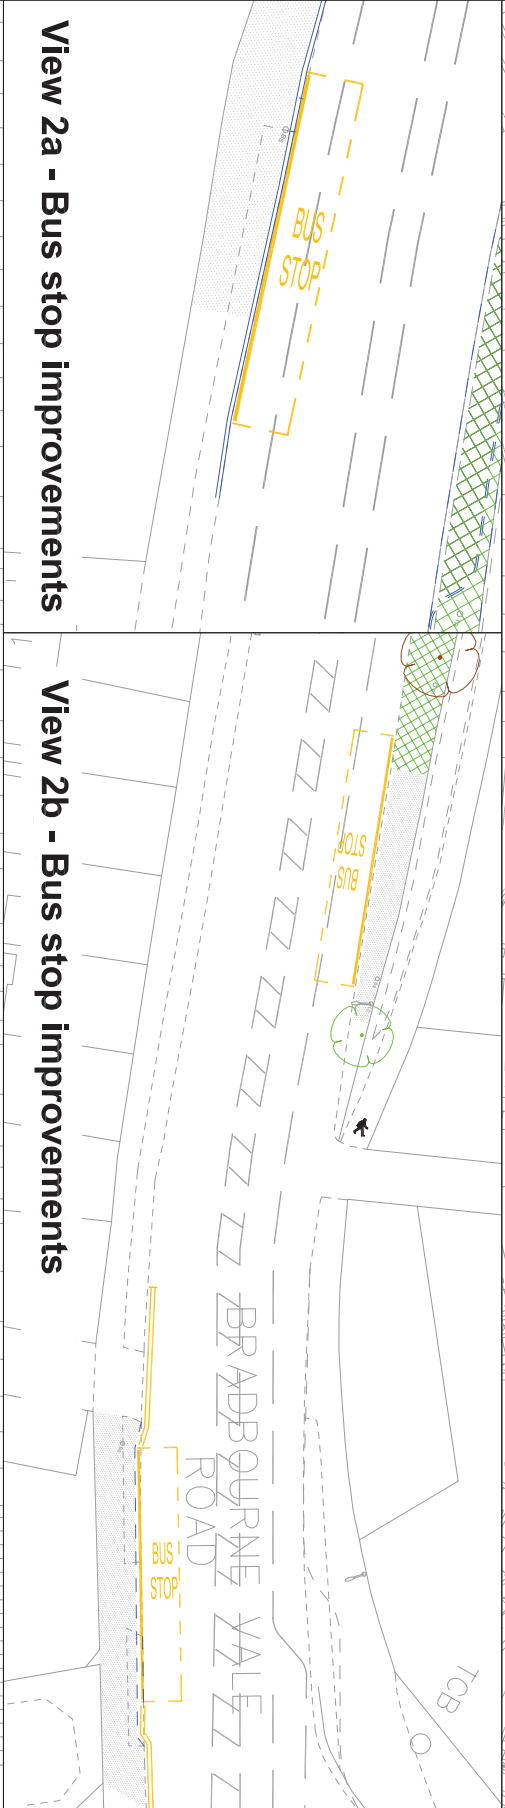 View 2a - Bus stop improvements
BUS
STOP
View 2b - Bus stop improvements
BUS
STOP
BRADBOURNE VALE
ROAD
BUS
STOP
TCB